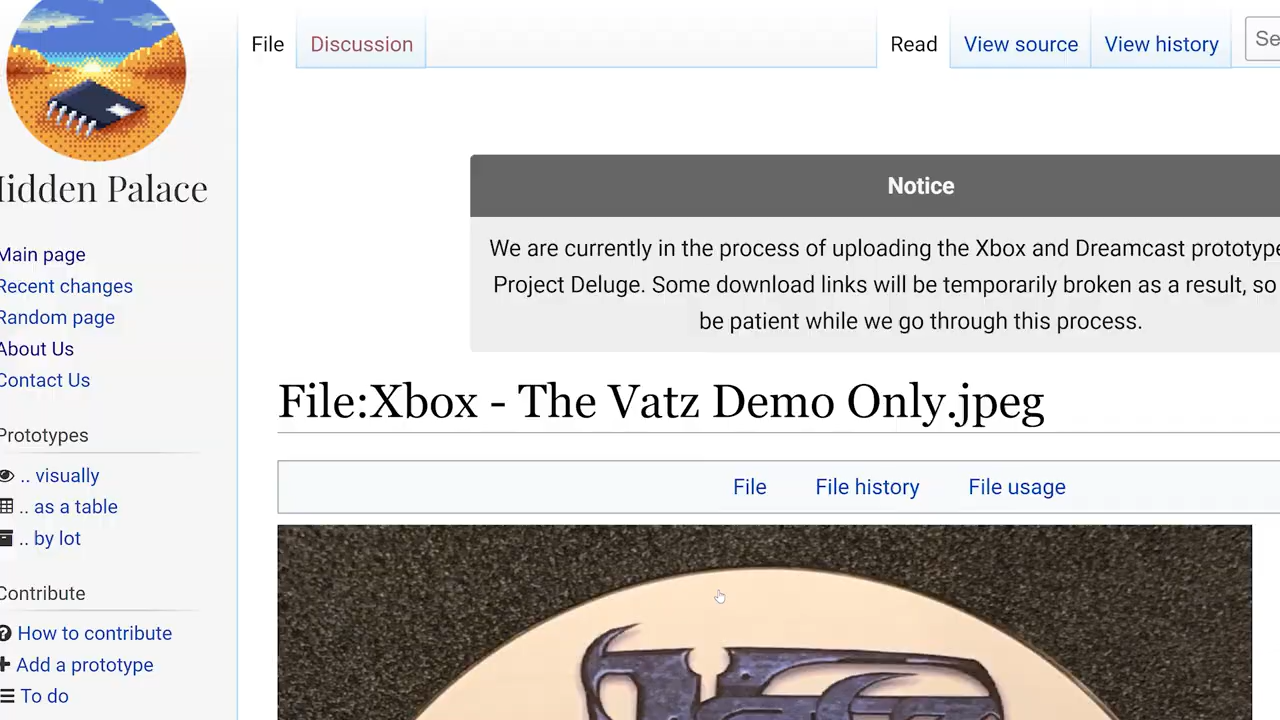 File
Discussion
Read
View source
View history
Se
Hidden Palace
Main page
Recent changes
Random page
About Us
Contact Us
Prototypes
.. visually
.. as a table
.. by lot
Contribute
How to contribute
Add a prototype
To do
Notice
We are currently in the process of uploading the Xbox and Dreamcast prototype
Project Deluge. Some download links will be temporarily broken as a result, so
be patient while we go through this process.
File:Xbox - The Vatz Demo Only.jpeg
File
File history
File usage